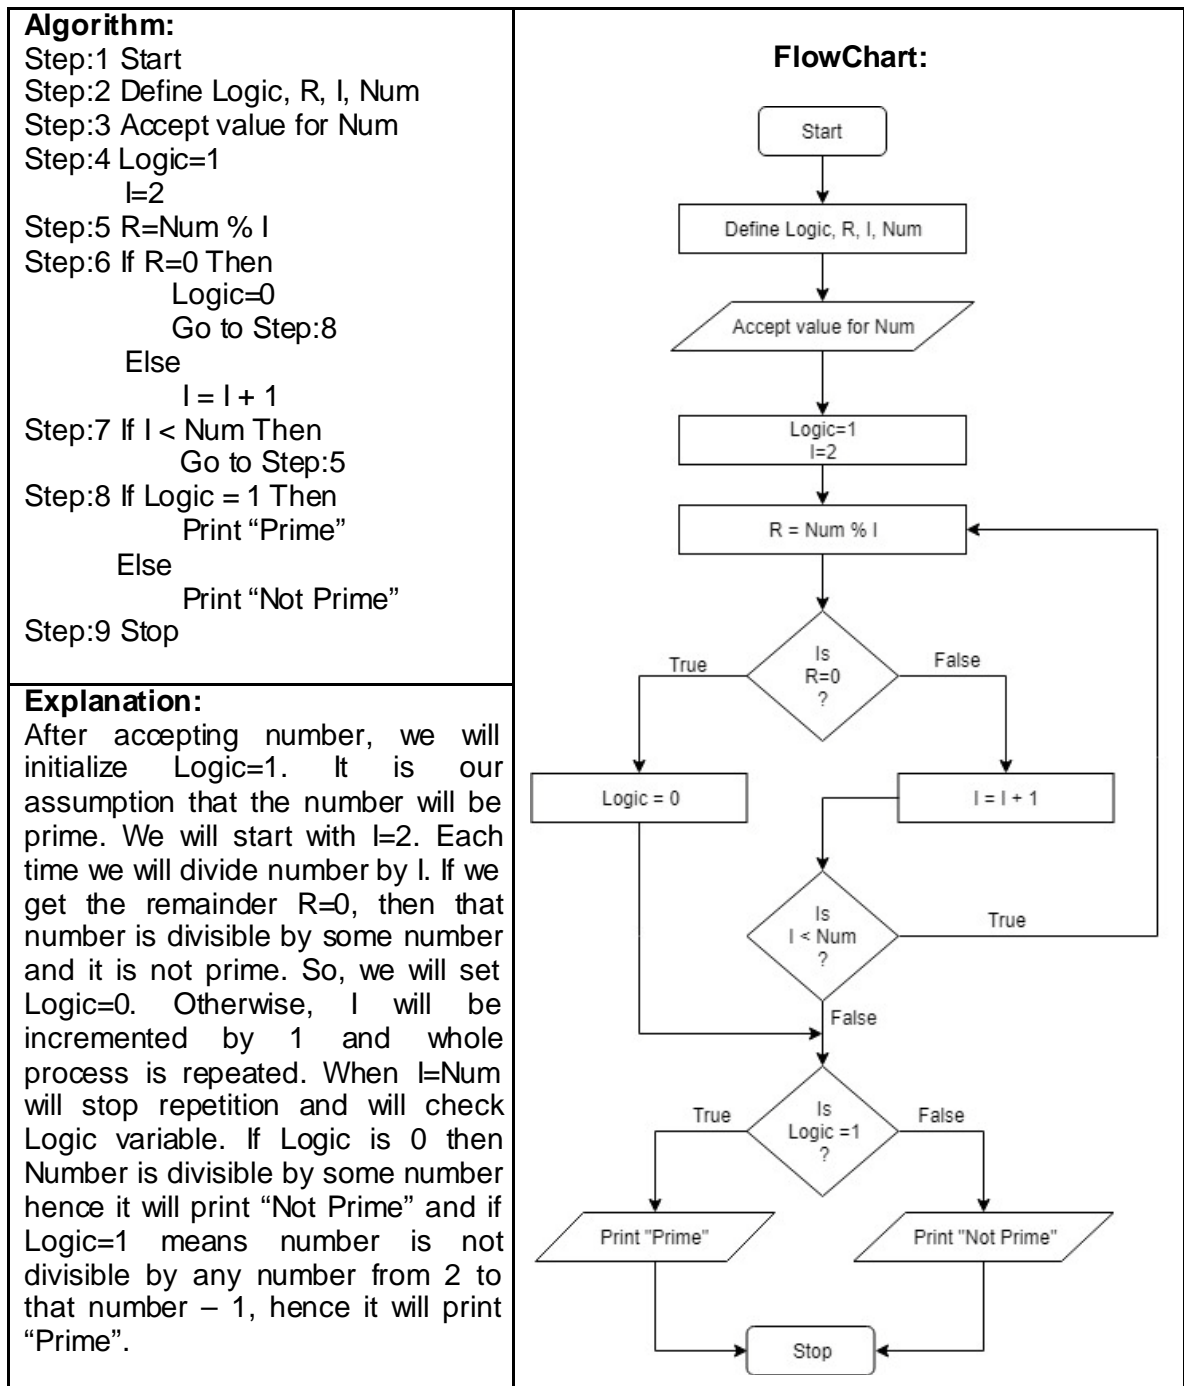 Algorithm:
Step:1 Start
Step:2 Define Logic, R, I, Num
Step:3 Accept value for Num
Step:4 Logic=1
I=2
Step:5 R=Num % I
Step:6 If R=0 Then
Logic=0
Go to Step:8
Else
I = I + 1
Step:7 If I < Num Then
Go to Step:5
Step:8 If Logic = 1 Then
Print “Prime”
Else
Print “Not Prime”
Step:9 Stop
Explanation:
After accepting number, we will
initialize Logic=1. It is our
assumption that the number will be
prime. We will start with I=2. Each
time we will divide number by I. If we
get the remainder R=0, then that
number is divisible by some number
and it is not prime. So, we will set
Logic=0. Otherwise, I will be
incremented by 1 and whole
process is repeated. When I=Num
will stop repetition and will check
Logic variable. If Logic is 0 then
Number is divisible by some number
hence it will print “Not Prime” and if
Logic=1 means number is not
divisible by any number from 2 to
that number – 1, hence it will print
“Prime”.
FlowChart:
Start
Define Logic, R, I, Num
Accept value for Num
Logic=1
I=2
R = Num % I
Is
R=0
?
True
False
Logic = 0
I = I + 1
Is
I < Num
?
True
False
Is
Logic =1
?
True
False
Print "Prime"
Print "Not Prime"
Stop